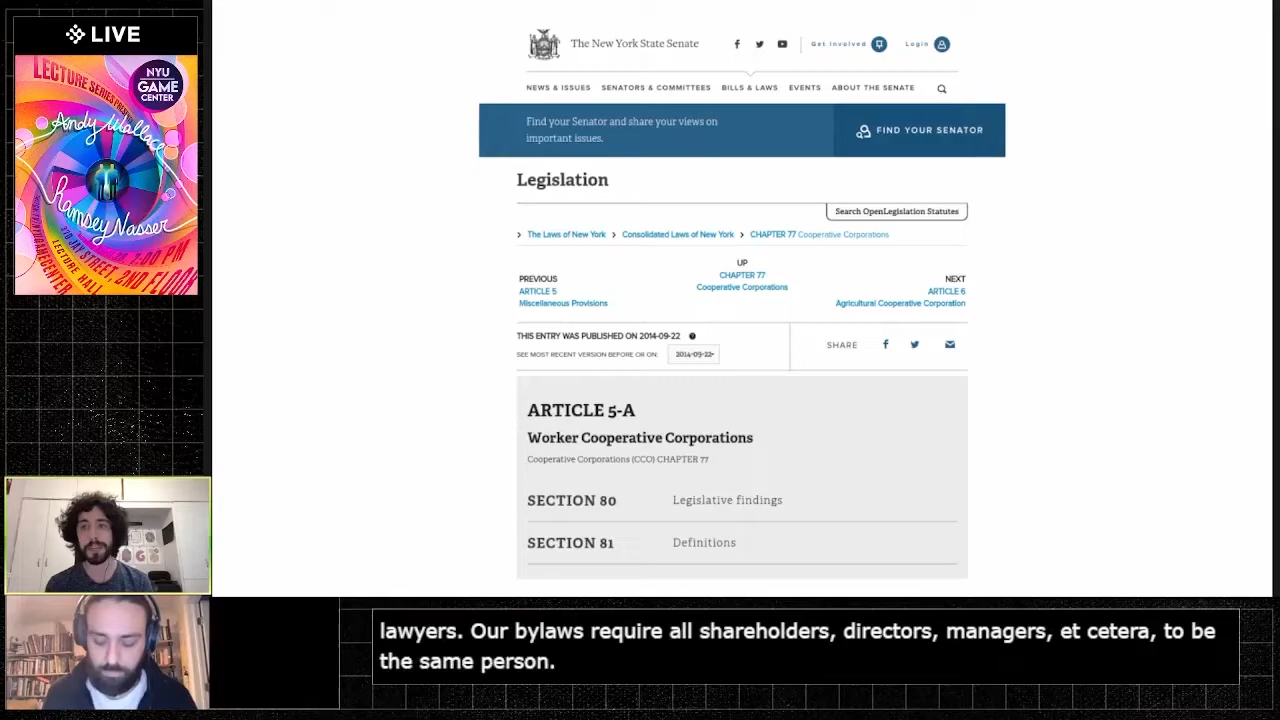 LIVE
LECTURE SERIES PRESENTS
NYU
GAME
CENTER
Andy Wallace
Ramsey Nasser
LECTURE HALL
2ND FLOOR
The New York State Senate
Get Involved
Login
NEWS & ISSUES
SENATORS & COMMITTEES
BILLS & LAWS
EVENTS
ABOUT THE SENATE
Find your Senator and share your views on
important issues.
FIND YOUR SENATOR
Legislation
Search OpenLegislation Statutes
The Laws of New York
Consolidated Laws of New York
CHAPTER 77 Cooperative Corporations
PREVIOUS
ARTICLE 5
Miscellaneous Provisions
UP
CHAPTER 77
Cooperative Corporations
NEXT
ARTICLE 6
Agricultural Cooperative Corporation
THIS ENTRY WAS PUBLISHED ON 2014-09-22
SEE MOST RECENT VERSION BEFORE OR ON:
2014-09-22
SHARE
ARTICLE 5-A
Worker Cooperative Corporations
Cooperative Corporations (CCO) CHAPTER 77
SECTION 80 Legislative findings
SECTION 81 Definitions
lawyers. Our bylaws require all shareholders, directors, managers, et cetera, to be
the same person.